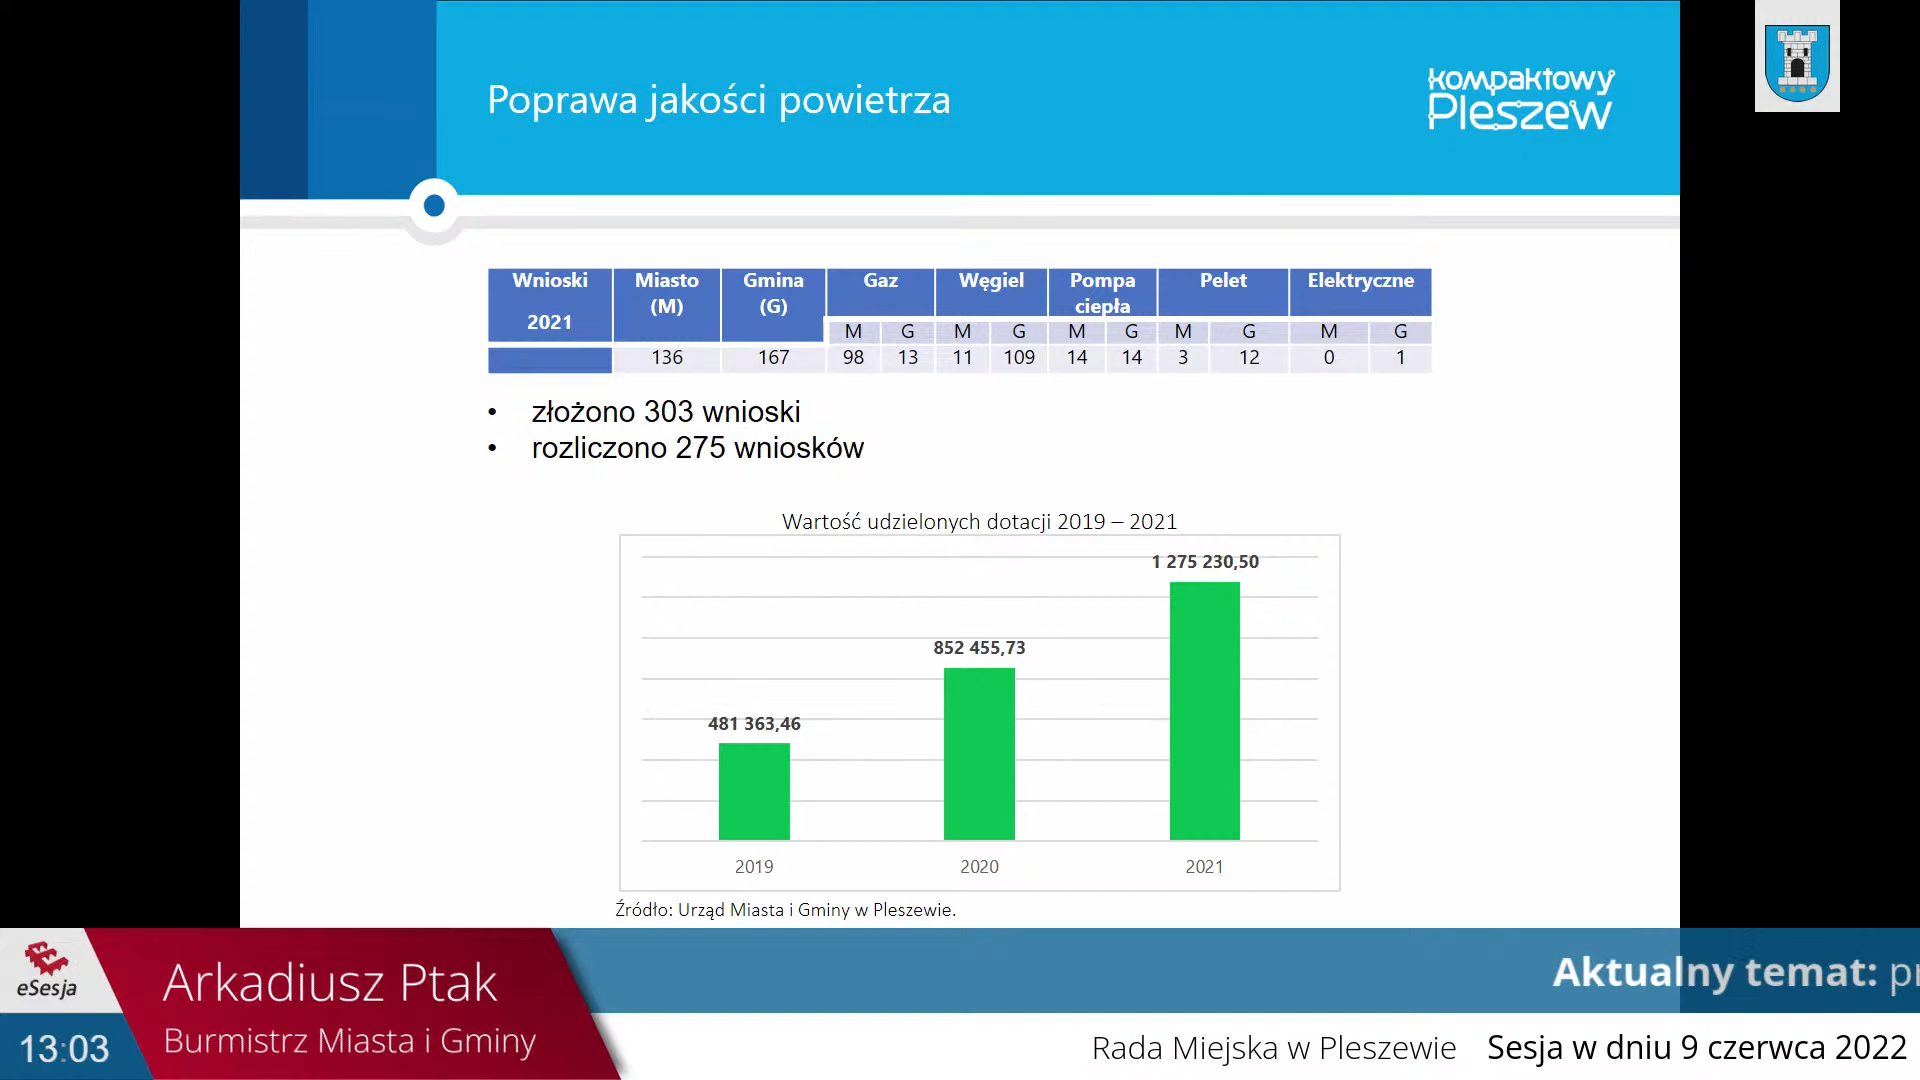 Poprawa jakości powietrza
kompaktowy
Pleszew
Wnioski 2021 Miasto (M) Gmina (G) Gaz Węgiel Pompa ciepła Pelet Elektryczne
M G M G M G M G M G
136 167 98 13 11 109 14 14 3 12 0 1
• złożono 303 wnioski
• rozliczono 275 wniosków
Wartość udzielonych dotacji 2019 – 2021
1 275 230,50
852 455,73
481 363,46
2019 2020 2021
Źródło: Urząd Miasta i Gminy w Pleszewie.
eSesja
Arkadiusz Ptak
Aktualny temat: pr
13:03
Burmistrz Miasta i Gminy
Rada Miejska w Pleszewie Sesja w dniu 9 czerwca 2022